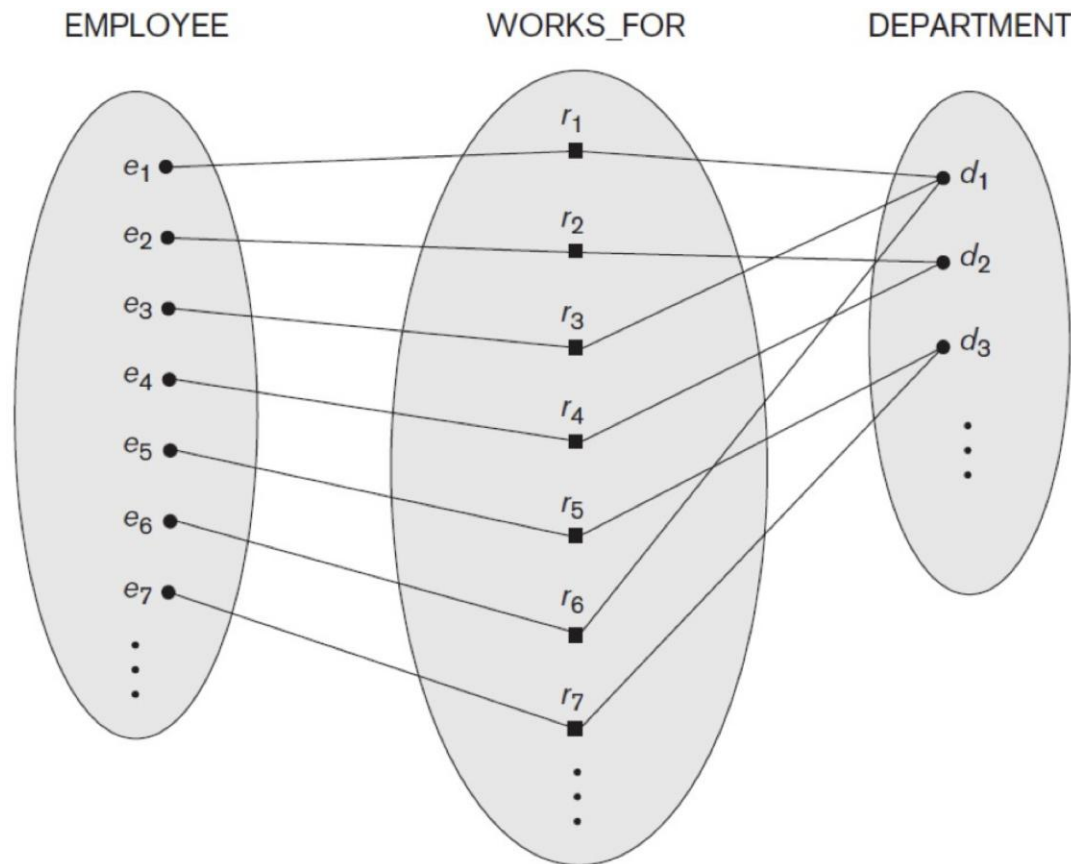 EMPLOYEE WORKS_FOR DEPARTMENT
e₁
e₂
e₃
e₄
e₅
e₆
e₇
r₁
r₂
r₃
r₄
r₅
r₆
r₇
d₁
d₂
d₃